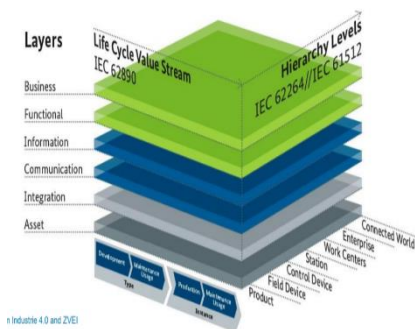 Layers
Life Cycle Value Stream
IEC 62890
Hierarchy Levels
IEC 62264//IEC 61512
Business
Functional
Information
Communication
Integration
Asset
Connected World
Enterprise
Work Centers
Station
Control Device
Field Device
Product
Development
Maintenance
Usage
Production
Maintenance
Usage
Type
Instance
n Industrie 4.0 and ZVEI